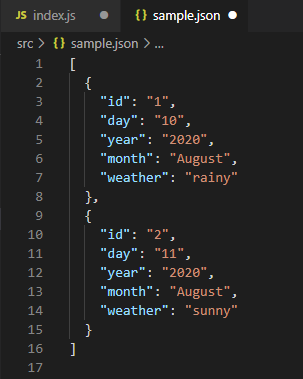 JS index.js ● {} sample.json ●
src > {} sample.json > ...
1 [
2 {
3 "id": "1",
4 "day": "10",
5 "year": "2020",
6 "month": "August",
7 "weather": "rainy"
8 },
9 {
10 "id": "2",
11 "day": "11",
12 "year": "2020",
13 "month": "August",
14 "weather": "sunny"
15 }
16 ]
17